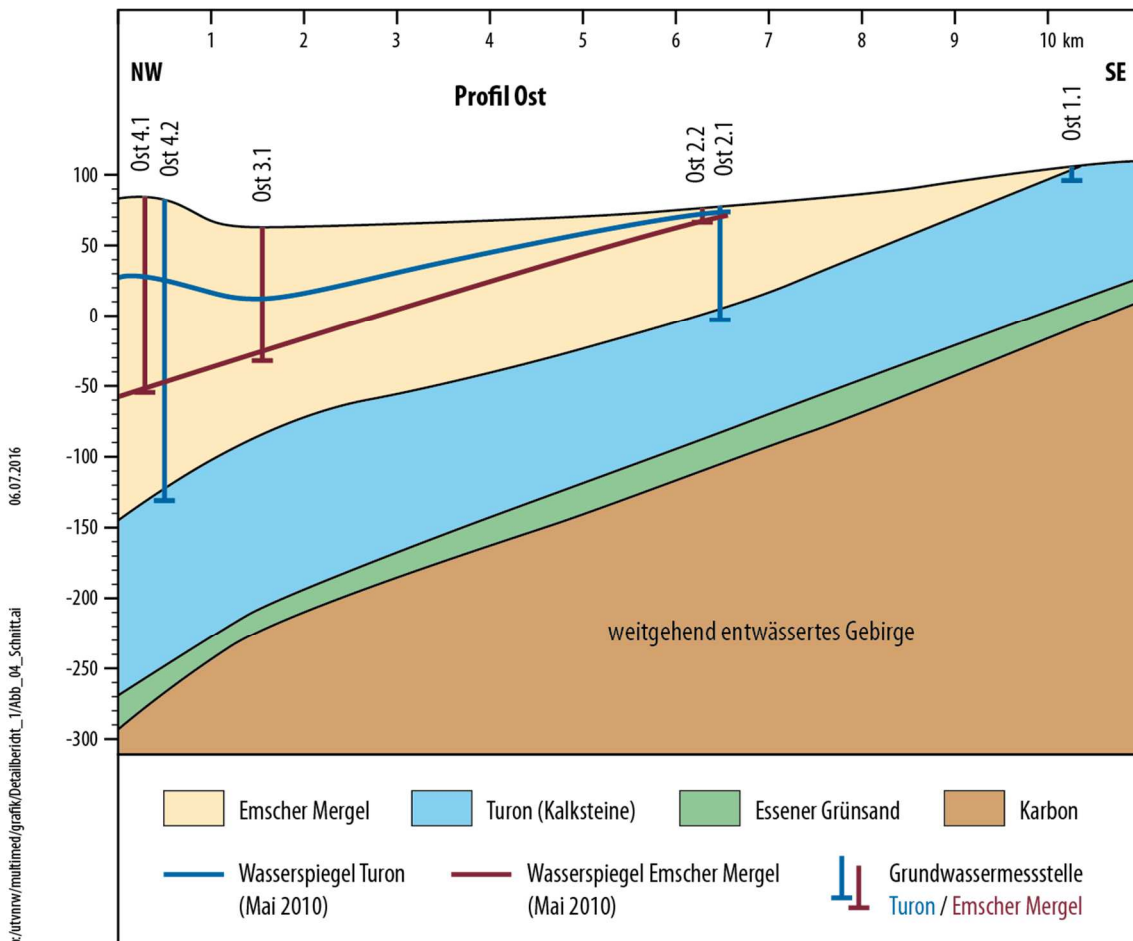 1 2 3 4 5 6 7 8 9 10 km
NW
SE
Profil Ost
Ost 4.1
Ost 4.2
Ost 3.1
Ost 2.2
Ost 2.1
Ost 1.1
100
50
0
-50
-100
-150
-200
-250
-300
weitgehend entwässertes Gebirge
Emscher Mergel
Turon (Kalksteine)
Essener Grünsand
Karbon
Wasserspiegel Turon
(Mai 2010)
Wasserspiegel Emscher Mergel
(Mai 2010)
Grundwassermessstelle
Turon / Emscher Mergel
06.07.2016
/utvnrw/multimed/grafik/Detailbericht_1/Abb_04_Schnitt.ai